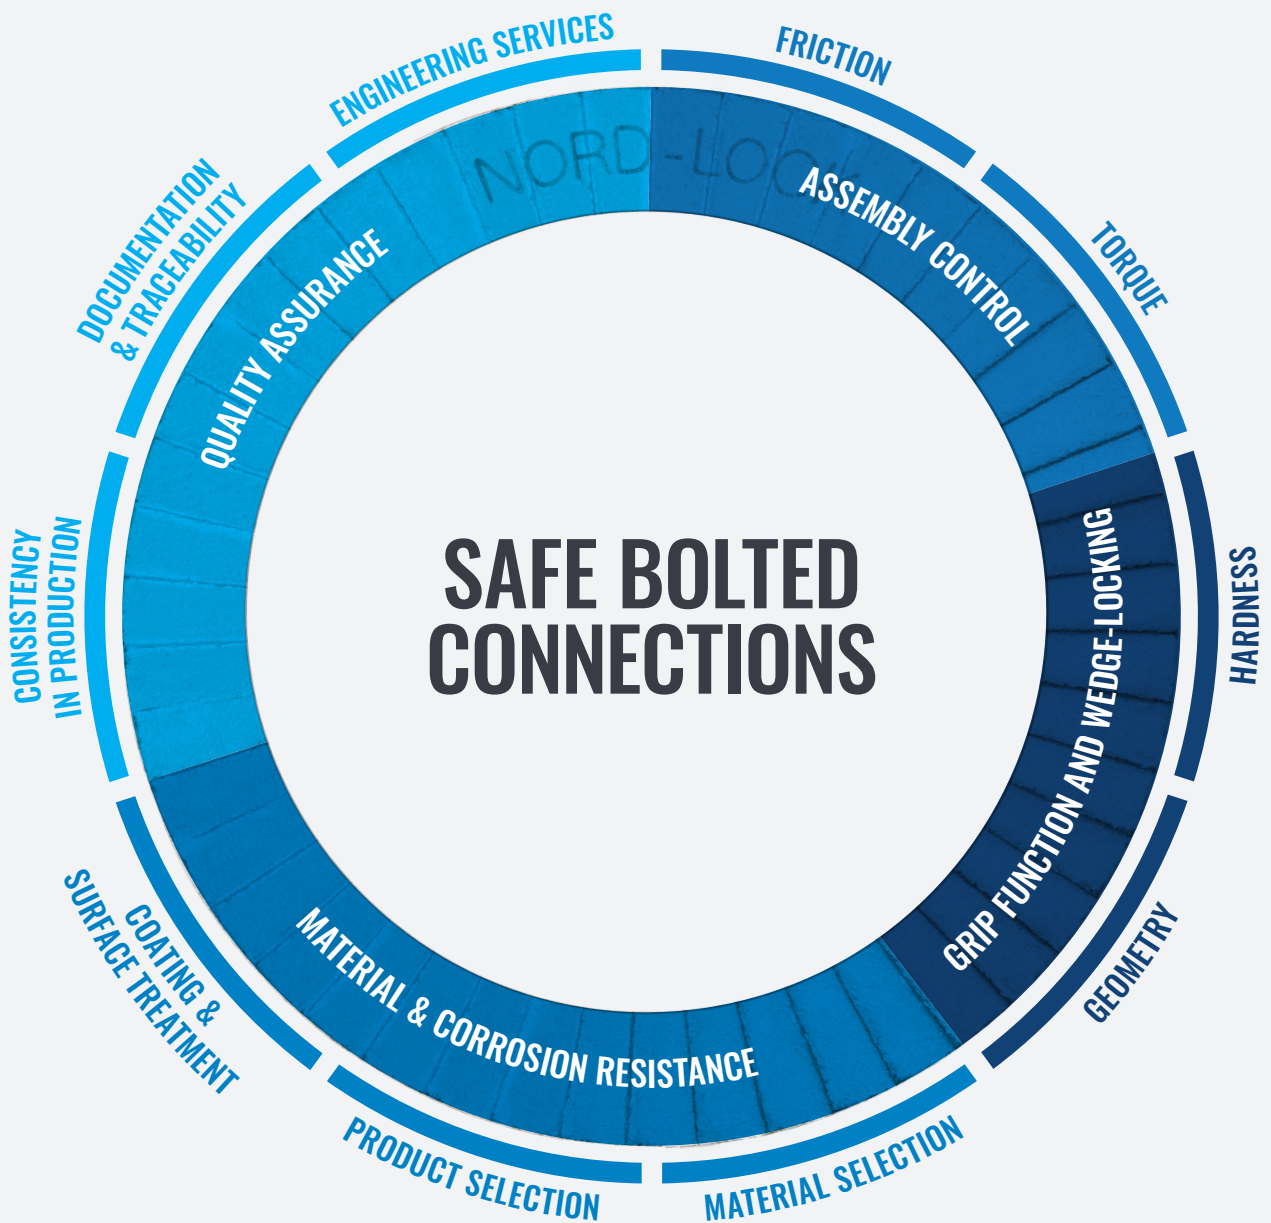 ENGINEERING SERVICES
FRICTION
TORQUE
HARDNESS
GEOMETRY
MATERIAL SELECTION
PRODUCT SELECTION
COATING &
SURFACE TREATMENT
CONSISTENCY
IN PRODUCTION
DOCUMENTATION
& TRACEABILITY
NORD-LOCK
ASSEMBLY CONTROL
GRIP FUNCTION AND WEDGE-LOCKING
MATERIAL & CORROSION RESISTANCE
QUALITY ASSURANCE
SAFE BOLTED
CONNECTIONS